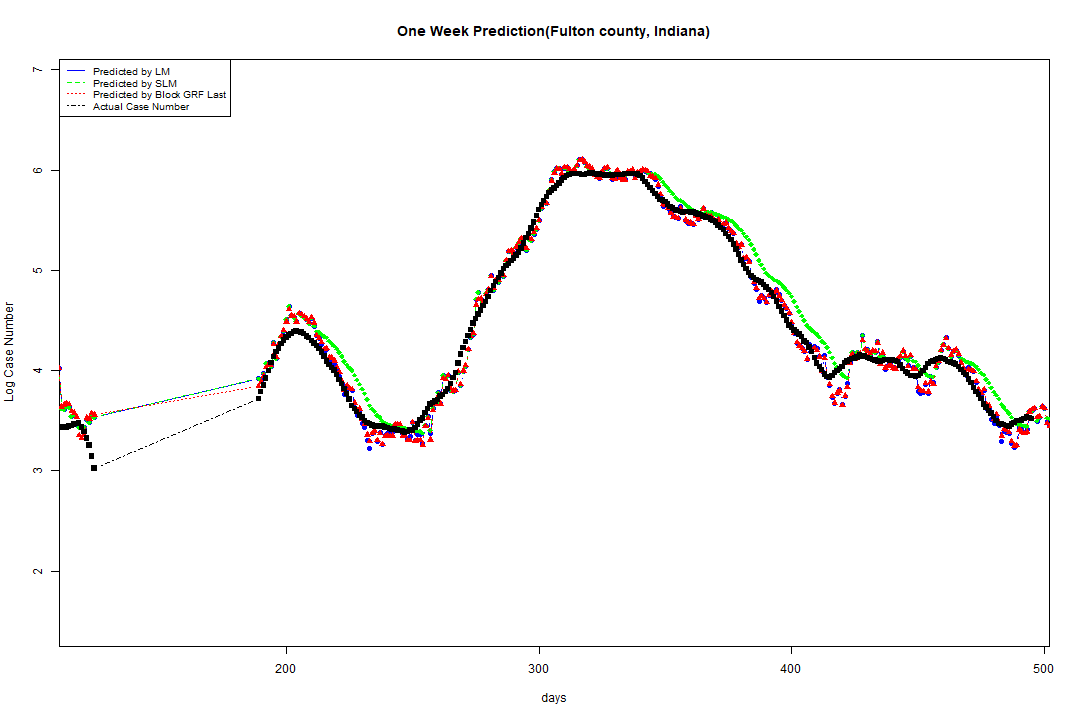 One Week Prediction(Fulton county, Indiana)
Predicted by LM
Predicted by SLM
Predicted by Block GRF Last
Actual Case Number
7
6
5
4
3
2
Log Case Number
200 300 400 500
days